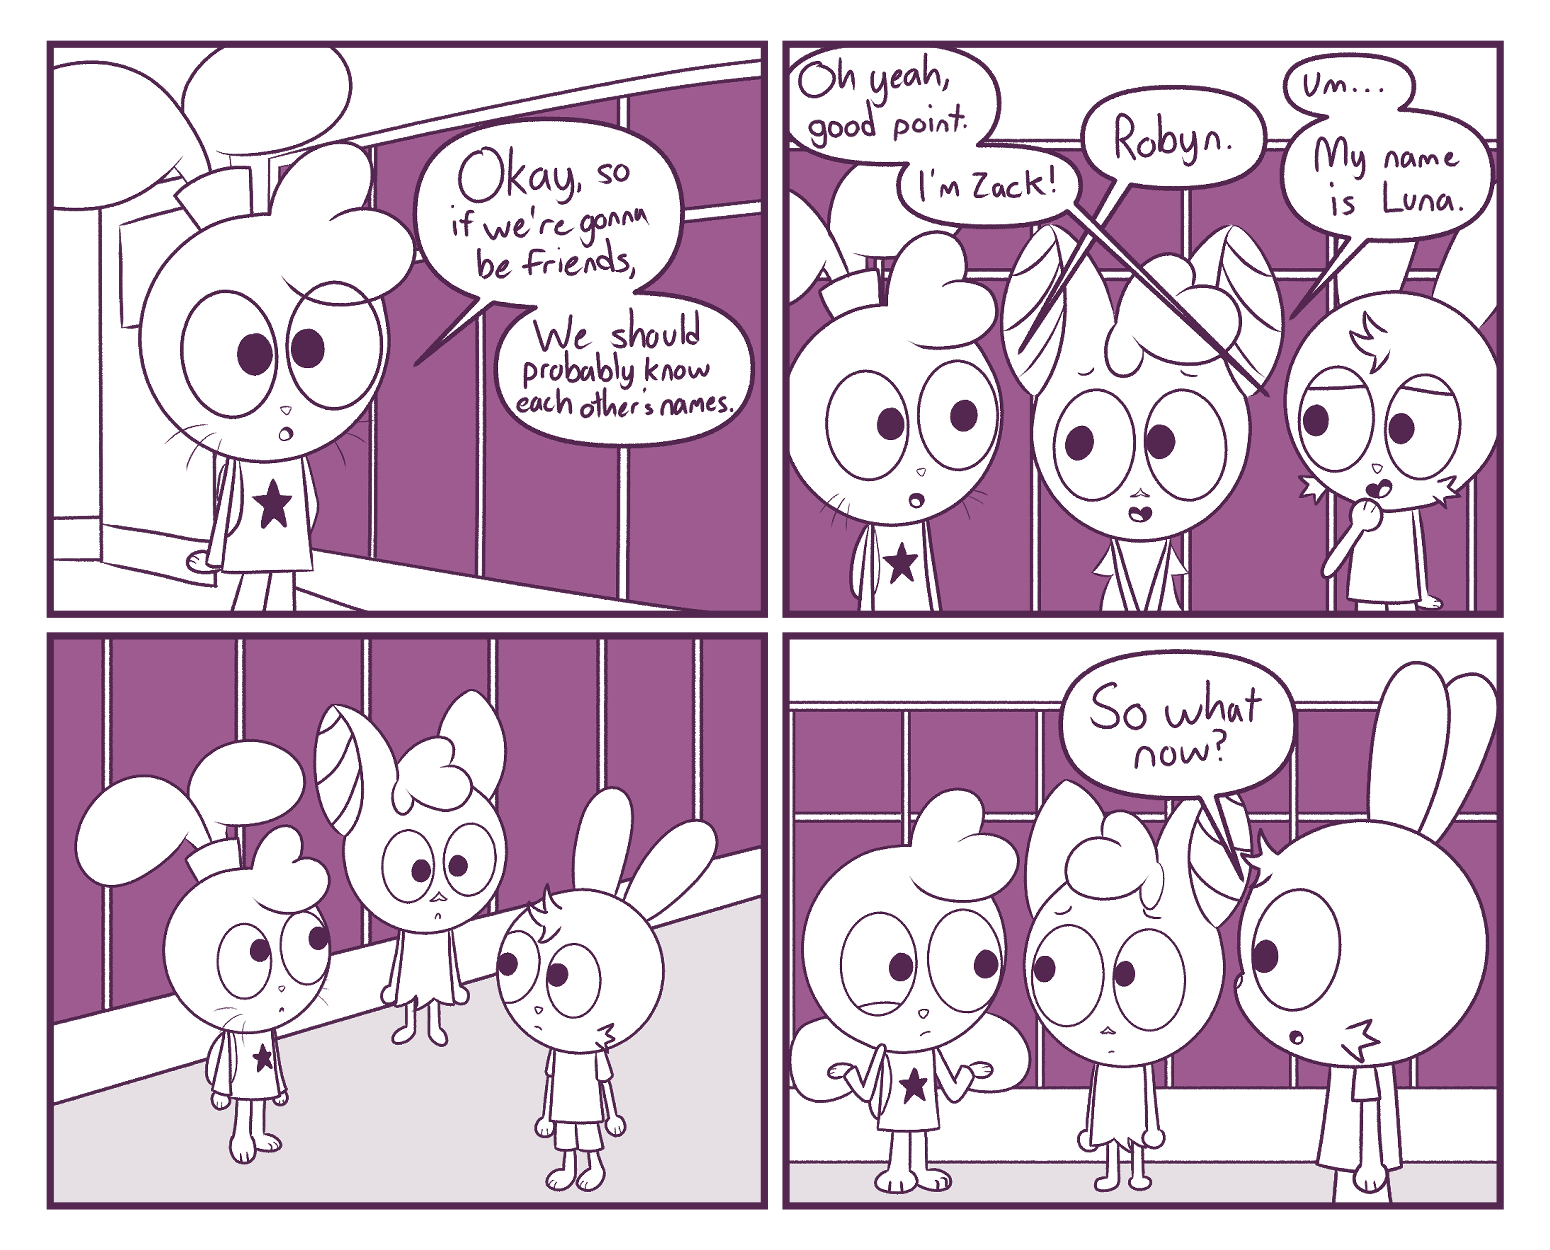 Okay, so
if we're gonna
be friends,
We should
probably know
each other's names.
Oh yeah,
good point.
I'm Zack!
Robyn.
Um...
My name
is Luna.
So what
now?